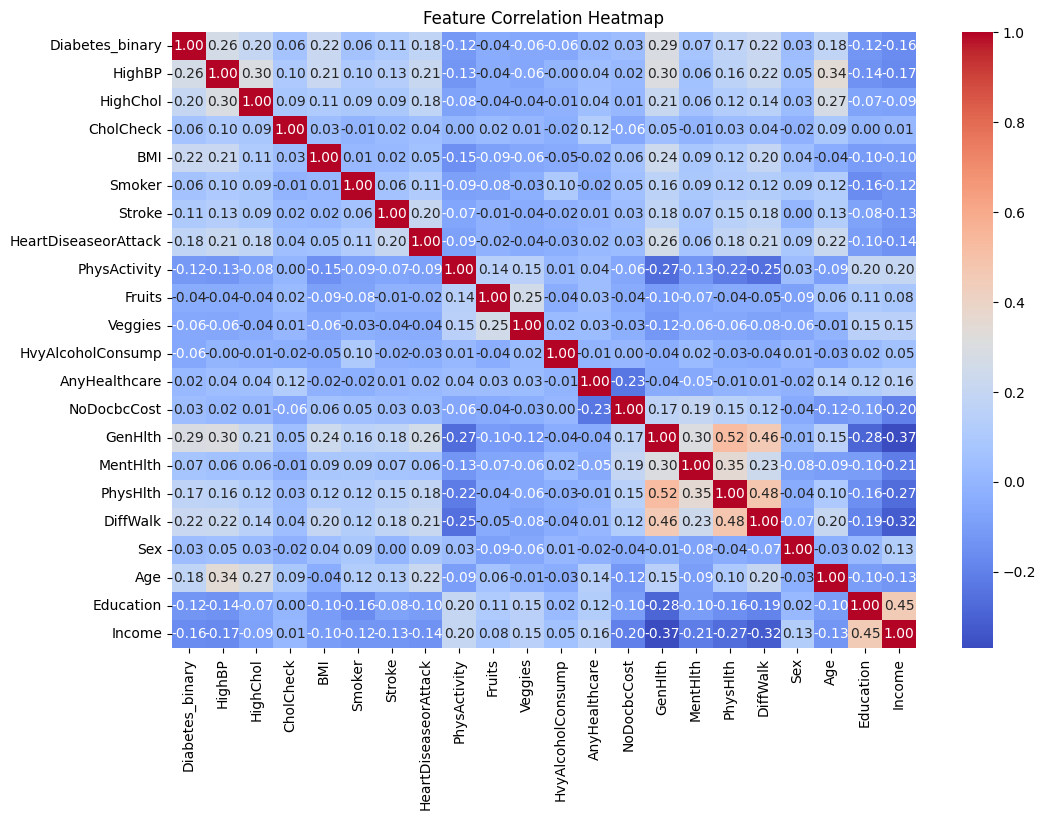 Feature Correlation Heatmap
Diabetes_binary 1.00 0.26 0.20 0.06 0.22 0.06 0.11 0.18 -0.12 -0.04 -0.06 -0.06 0.02 0.03 0.29 0.07 0.17 0.22 0.03 0.18 -0.12 -0.16
HighBP 0.26 1.00 0.30 0.10 0.21 0.10 0.13 0.21 -0.13 -0.04 -0.06 -0.00 0.04 0.02 0.30 0.06 0.16 0.22 0.05 0.34 -0.14 -0.17
HighChol 0.20 0.30 1.00 0.09 0.11 0.09 0.09 0.18 -0.08 -0.04 -0.04 -0.01 0.04 0.01 0.21 0.06 0.12 0.14 0.03 0.27 -0.07 -0.09
CholCheck 0.06 0.10 0.09 1.00 0.03 -0.01 0.02 0.04 0.00 0.02 0.01 -0.02 0.12 -0.06 0.05 -0.01 0.03 0.04 -0.02 0.09 0.00 0.01
BMI 0.22 0.21 0.11 0.03 1.00 0.01 0.02 0.05 -0.15 -0.09 -0.06 -0.05 -0.02 0.06 0.24 0.09 0.12 0.20 0.04 -0.04 -0.10 -0.10
Smoker 0.06 0.10 0.09 -0.01 0.01 1.00 0.06 0.11 -0.09 -0.08 -0.03 0.10 -0.02 0.05 0.16 0.09 0.12 0.12 0.09 0.12 -0.16 -0.12
Stroke 0.11 0.13 0.09 0.02 0.02 0.06 1.00 0.20 -0.07 -0.01 -0.04 -0.02 0.01 0.03 0.18 0.07 0.15 0.18 0.00 0.13 -0.08 -0.13
HeartDiseaseorAttack 0.18 0.21 0.18 0.04 0.05 0.11 0.20 1.00 -0.09 -0.02 -0.04 -0.03 0.02 0.03 0.26 0.06 0.18 0.21 0.09 0.22 -0.10 -0.14
PhysActivity -0.12 -0.13 -0.08 0.00 -0.15 -0.09 -0.07 -0.09 1.00 0.14 0.15 0.01 0.04 -0.06 -0.27 -0.13 -0.22 -0.25 0.03 -0.09 0.20 0.20
Fruits -0.04 -0.04 -0.04 0.02 -0.09 -0.08 -0.01 -0.02 0.14 1.00 0.25 -0.04 0.03 -0.04 -0.10 -0.07 -0.04 -0.05 -0.09 0.06 0.11 0.08
Veggies -0.06 -0.06 -0.04 0.01 -0.06 -0.03 -0.04 -0.04 0.15 0.25 1.00 0.02 0.03 -0.03 -0.12 -0.06 -0.06 -0.08 -0.06 -0.01 0.15 0.15
HvyAlcoholConsump -0.06 -0.00 -0.01 -0.02 -0.05 0.10 -0.02 -0.03 0.01 -0.04 0.02 1.00 -0.01 0.00 -0.04 0.02 -0.03 -0.04 0.01 -0.03 0.02 0.05
AnyHealthcare 0.02 0.04 0.04 0.12 -0.02 -0.02 0.01 0.02 0.04 0.03 0.03 -0.01 1.00 -0.23 -0.04 -0.05 -0.01 0.01 -0.02 0.14 0.12 0.16
NoDocbcCost 0.03 0.02 0.01 -0.06 0.06 0.05 0.03 0.03 -0.06 -0.04 -0.03 0.00 -0.23 1.00 0.17 0.19 0.15 0.12 -0.04 -0.12 -0.10 -0.20
GenHlth 0.29 0.30 0.21 0.05 0.24 0.16 0.18 0.26 -0.27 -0.10 -0.12 -0.04 -0.04 0.17 1.00 0.30 0.52 0.46 -0.01 0.15 -0.28 -0.37
MentHlth 0.07 0.06 0.06 -0.01 0.09 0.09 0.07 0.06 -0.13 -0.07 -0.06 0.02 -0.05 0.19 0.30 1.00 0.35 0.23 -0.08 -0.09 -0.10 -0.21
PhysHlth 0.17 0.16 0.12 0.03 0.12 0.12 0.15 0.18 -0.22 -0.04 -0.06 -0.03 -0.01 0.15 0.52 0.35 1.00 0.48 -0.04 0.10 -0.16 -0.27
DiffWalk 0.22 0.22 0.14 0.04 0.20 0.12 0.18 0.21 -0.25 -0.05 -0.08 -0.04 0.01 0.12 0.46 0.23 0.48 1.00 -0.07 0.20 -0.19 -0.32
Sex 0.03 0.05 0.03 -0.02 0.04 0.09 0.00 0.09 0.03 -0.09 -0.06 0.01 -0.02 -0.04 -0.01 -0.08 -0.04 -0.07 1.00 -0.03 0.02 0.13
Age 0.18 0.34 0.27 0.09 -0.04 0.12 0.13 0.22 -0.09 0.06 -0.01 -0.03 0.14 -0.12 0.15 -0.09 0.10 0.20 -0.03 1.00 -0.10 -0.13
Education -0.12 -0.14 -0.07 0.00 -0.10 -0.16 -0.08 -0.10 0.20 0.11 0.15 0.02 0.12 -0.10 -0.28 -0.10 -0.16 -0.19 0.02 -0.10 1.00 0.45
Income -0.16 -0.17 -0.09 0.01 -0.10 -0.12 -0.13 -0.14 0.20 0.08 0.15 0.05 0.16 -0.20 -0.37 -0.21 -0.27 -0.32 0.13 -0.13 0.45 1.00
Diabetes_binary
HighBP
HighChol
CholCheck
BMI
Smoker
Stroke
HeartDiseaseorAttack
PhysActivity
Fruits
Veggies
HvyAlcoholConsump
AnyHealthcare
NoDocbcCost
GenHlth
MentHlth
PhysHlth
DiffWalk
Sex
Age
Education
Income
1.0
0.8
0.6
0.4
0.2
0.0
−0.2